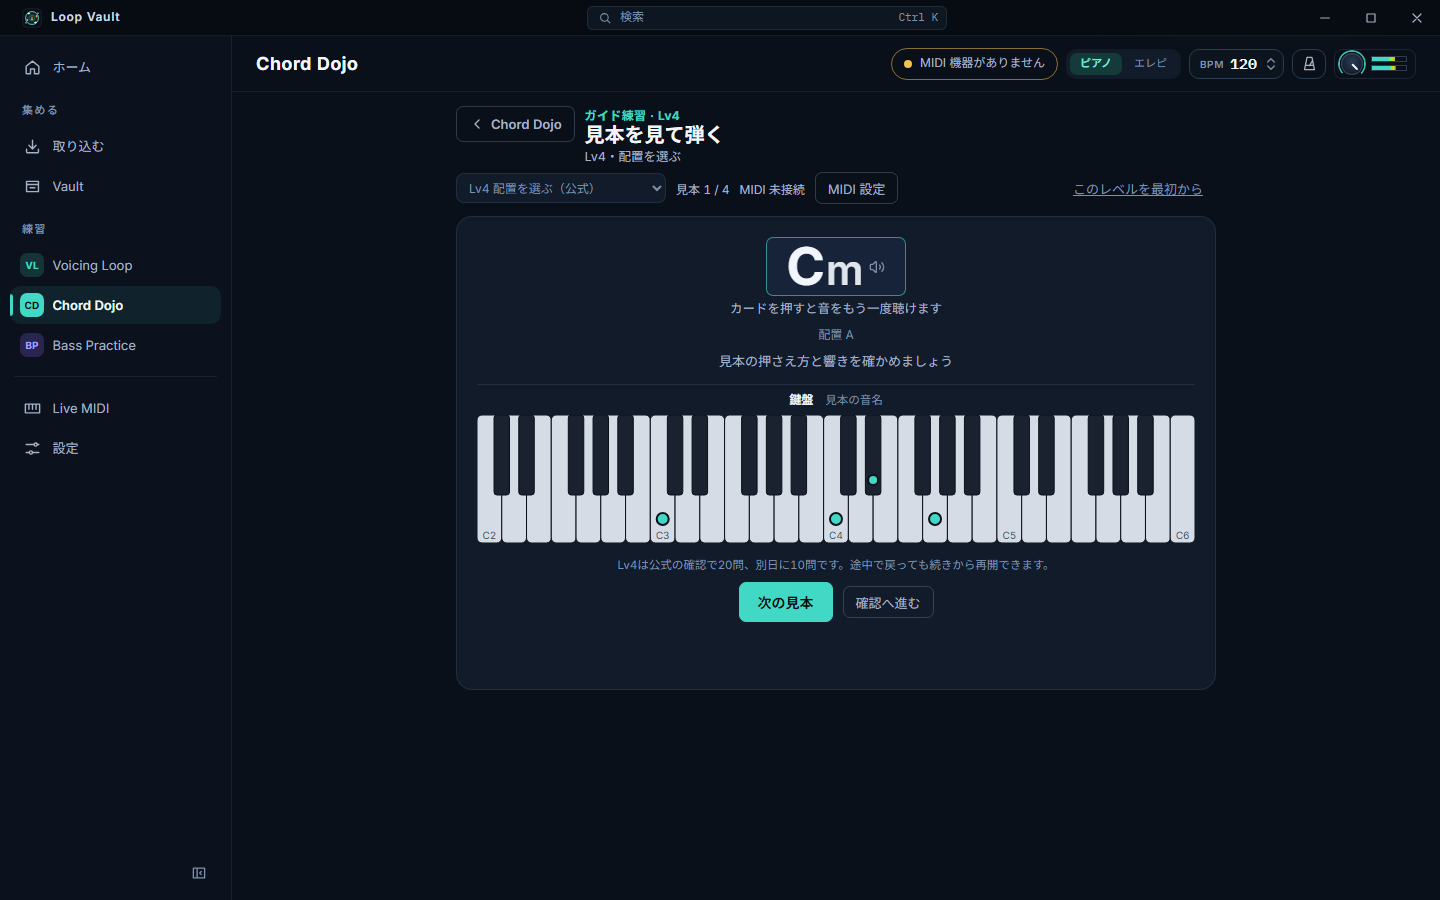 Loop Vault
検索
Ctrl K
ホーム
集める
取り込む
Vault
練習
VL Voicing Loop
CD Chord Dojo
BP Bass Practice
Live MIDI
設定
Chord Dojo
MIDI 機器がありません
ピアノ エレピ
BPM 120
Chord Dojo
ガイド練習 · Lv4
見本を見て弾く
Lv4・配置を選ぶ
Lv4 配置を選ぶ（公式）
見本 1 / 4 MIDI 未接続
MIDI 設定
このレベルを最初から
Cm
カードを押すと音をもう一度聴けます
配置 A
見本の押さえ方と響きを確かめましょう
鍵盤 見本の音名
C2 C3 C4 C5 C6
Lv4は公式の確認で20問、別日に10問です。途中で戻っても続きから再開できます。
次の見本
確認へ進む